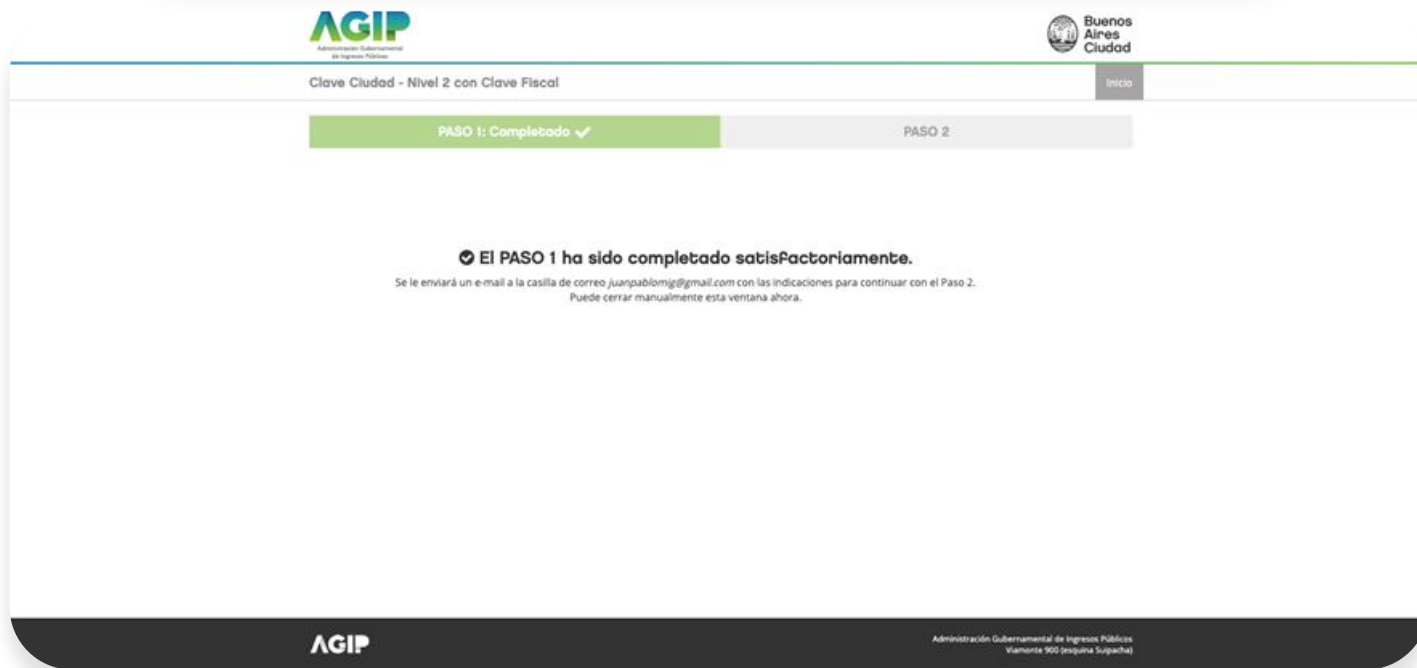 AGIP
Administración Gubernamental
de Ingresos Públicos
Buenos
Aires
Ciudad
Clave Ciudad - Nivel 2 con Clave Fiscal
Inicio
PASO 1: Completado
PASO 2
El PASO 1 ha sido completado satisfactoriamente.
Se le enviará un e-mail a la casilla de correo juanpablomig@gmail.com con las indicaciones para continuar con el Paso 2.
Puede cerrar manualmente esta ventana ahora.
AGIP
Administración Gubernamental de Ingresos Públicos
Viamonte 900 (esquina Suipacha)